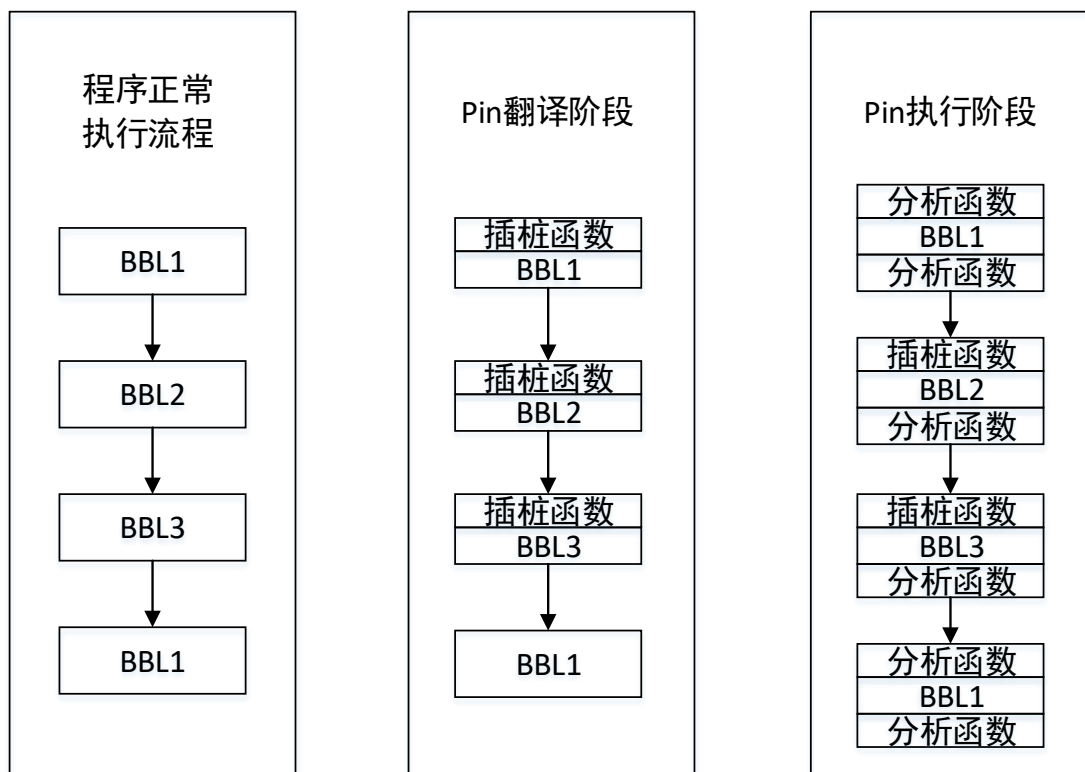 程序正常
执行流程
BBL1
BBL2
BBL3
BBL1
Pin翻译阶段
插桩函数
BBL1
插桩函数
BBL2
插桩函数
BBL3
BBL1
Pin执行阶段
分析函数
BBL1
分析函数
插桩函数
BBL2
分析函数
插桩函数
BBL3
分析函数
分析函数
BBL1
分析函数